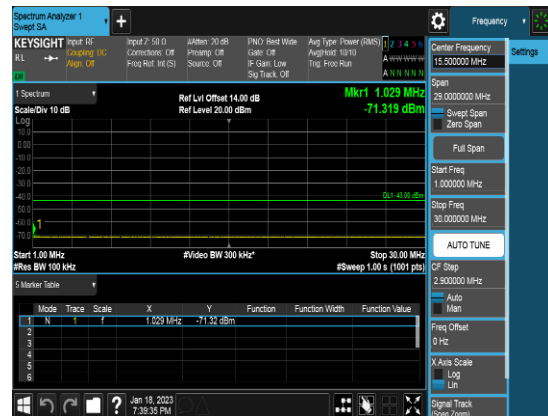 Spectrum Analyzer 1
Swept SA
+
Frequency
KEYSIGHT
RL
Input: RF
Coupling: DC
Align: Off
Input Z: 50 Ω
Corrections: Off
Freq Ref: Int (S)
#Atten: 20 dB
Preamp: Off
Source: Off
PNO: Best Wide
Gate: Off
IF Gain: Low
Sig Track: Off
Avg Type: Power (RMS)
Avg|Hold: 10/10
Trig: Free Run
1 2 3 4 5 6
A W W W W W
A N N N N N
1 Spectrum
Scale/Div 10 dB
Ref Lvl Offset 14.00 dB
Ref Level 20.00 dBm
Mkr1 1.029 MHz
-71.319 dBm
Log
10.0
0.00
-10.0
-20.0
-30.0
-40.0
-50.0
-60.0
-70.0
DL1 -43.00 dBm
1
Start 1.00 MHz
#Res BW 100 kHz
#Video BW 300 kHz*
Stop 30.00 MHz
#Sweep 1.00 s (1001 pts)
5 Marker Table
Mode Trace Scale X Y Function Function Width Function Value
1 N 1 f 1.029 MHz -71.32 dBm
2
3
4
5
6
Jan 18, 2023
7:39:35 PM
Center Frequency
15.500000 MHz
Settings
Span
29.0000000 MHz
Swept Span
Zero Span
Full Span
Start Freq
1.000000 MHz
Stop Freq
30.000000 MHz
AUTO TUNE
CF Step
2.900000 MHz
Auto
Man
Freq Offset
0 Hz
X Axis Scale
Log
Lin
Signal Track
(Span Zoom)